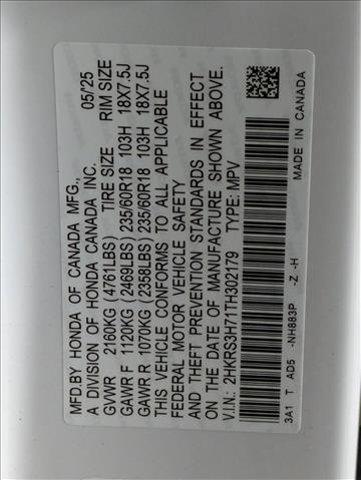 MFD.BY HONDA OF CANADA MFG.,
A DIVISION OF HONDA CANADA INC. 05/'25
GVWR 2160KG (4761LBS) TIRE SIZE RIM SIZE
GAWR F 1120KG (2469LBS) 235/60R18 103H 18X7.5J
GAWR R 1070KG (2358LBS) 235/60R18 103H 18X7.5J
THIS VEHICLE CONFORMS TO ALL APPLICABLE
FEDERAL MOTOR VEHICLE SAFETY
AND THEFT PREVENTION STANDARDS IN EFFECT
ON THE DATE OF MANUFACTURE SHOWN ABOVE.
V.I.N.: 2HKRS3H71TH302179 TYPE: MPV
3A1 T AD5 -NH883P -Z -H MADE IN CANADA